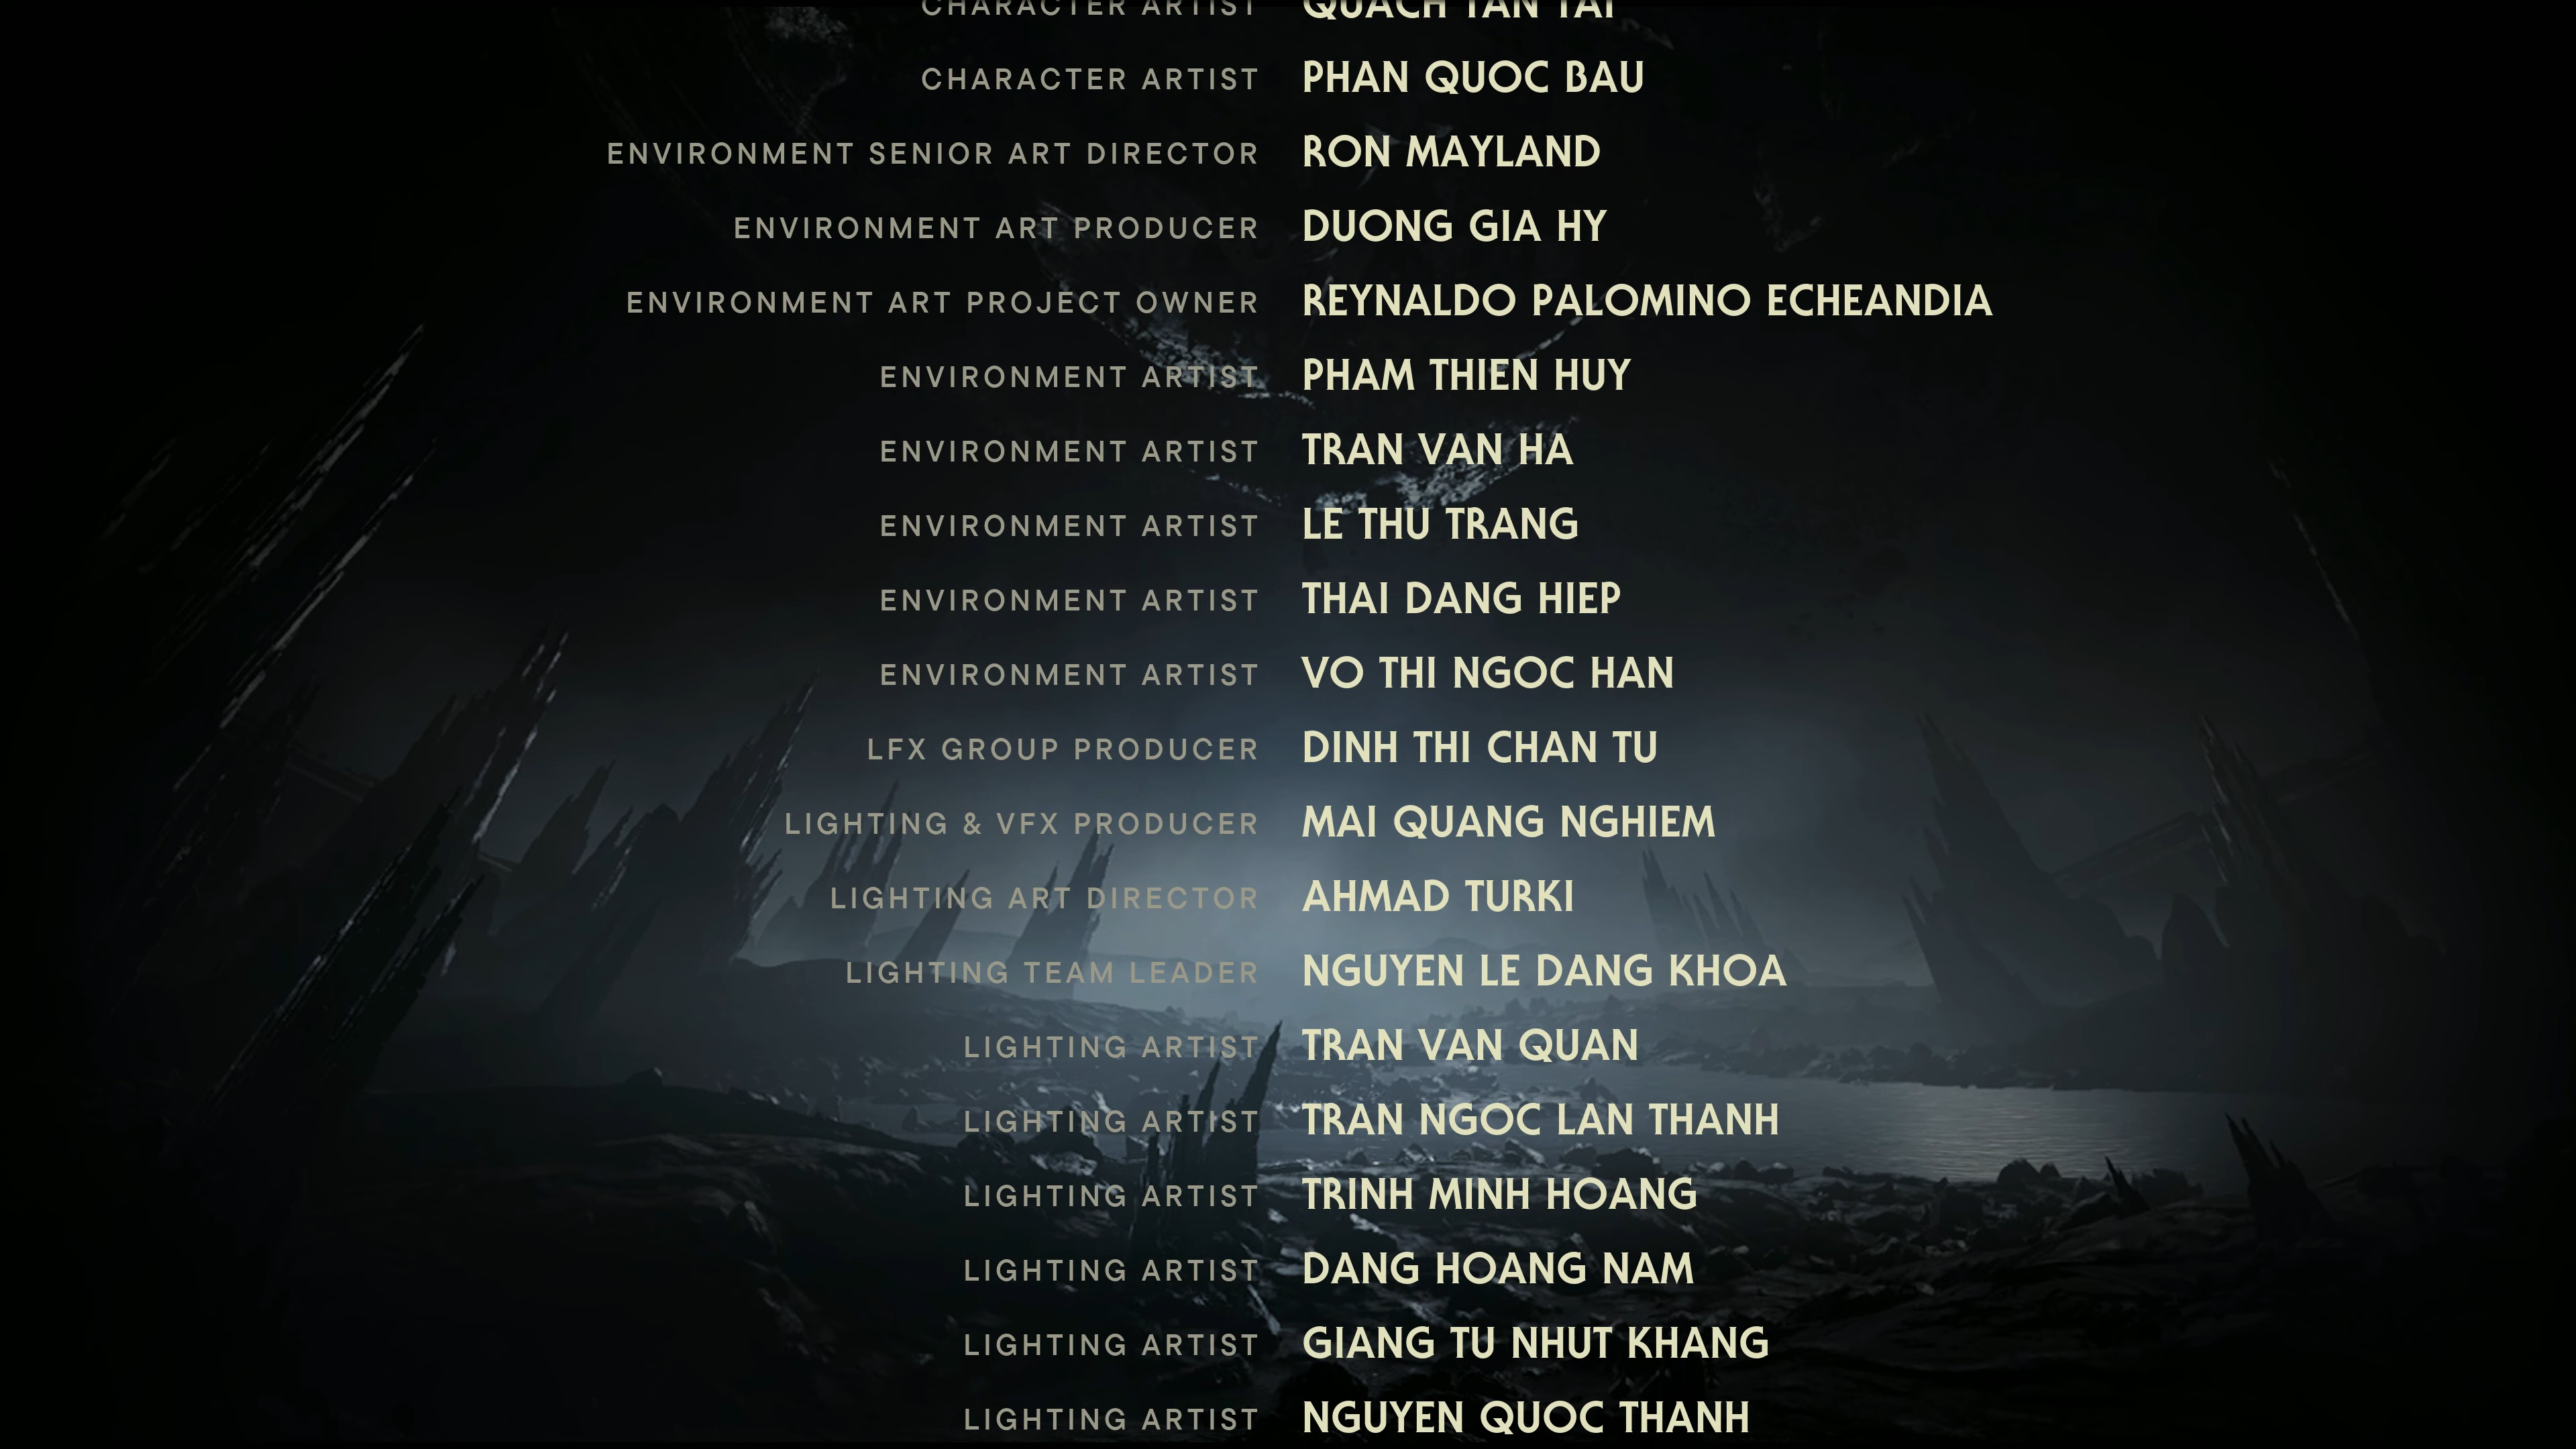 CHARACTER ARTIST QUACH TAN TAI
CHARACTER ARTIST PHAN QUOC BAU
ENVIRONMENT SENIOR ART DIRECTOR RON MAYLAND
ENVIRONMENT ART PRODUCER DUONG GIA HY
ENVIRONMENT ART PROJECT OWNER REYNALDO PALOMINO ECHEANDIA
ENVIRONMENT ARTIST PHAM THIEN HUY
ENVIRONMENT ARTIST TRAN VAN HA
ENVIRONMENT ARTIST LE THU TRANG
ENVIRONMENT ARTIST THAI DANG HIEP
ENVIRONMENT ARTIST VO THI NGOC HAN
LFX GROUP PRODUCER DINH THI CHAN TU
LIGHTING & VFX PRODUCER MAI QUANG NGHIEM
LIGHTING ART DIRECTOR AHMAD TURKI
LIGHTING TEAM LEADER NGUYEN LE DANG KHOA
LIGHTING ARTIST TRAN VAN QUAN
LIGHTING ARTIST TRAN NGOC LAN THANH
LIGHTING ARTIST TRINH MINH HOANG
LIGHTING ARTIST DANG HOANG NAM
LIGHTING ARTIST GIANG TU NHUT KHANG
LIGHTING ARTIST NGUYEN QUOC THANH